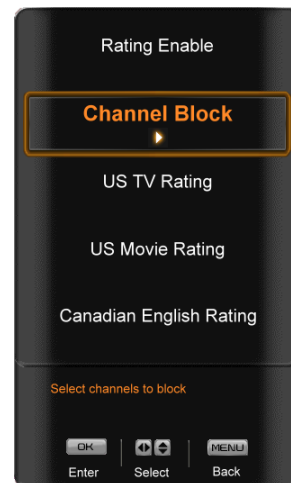 Rating Enable
Channel Block
US TV Rating
US Movie Rating
Canadian English Rating
Select channels to block
OK MENU
Enter Select Back